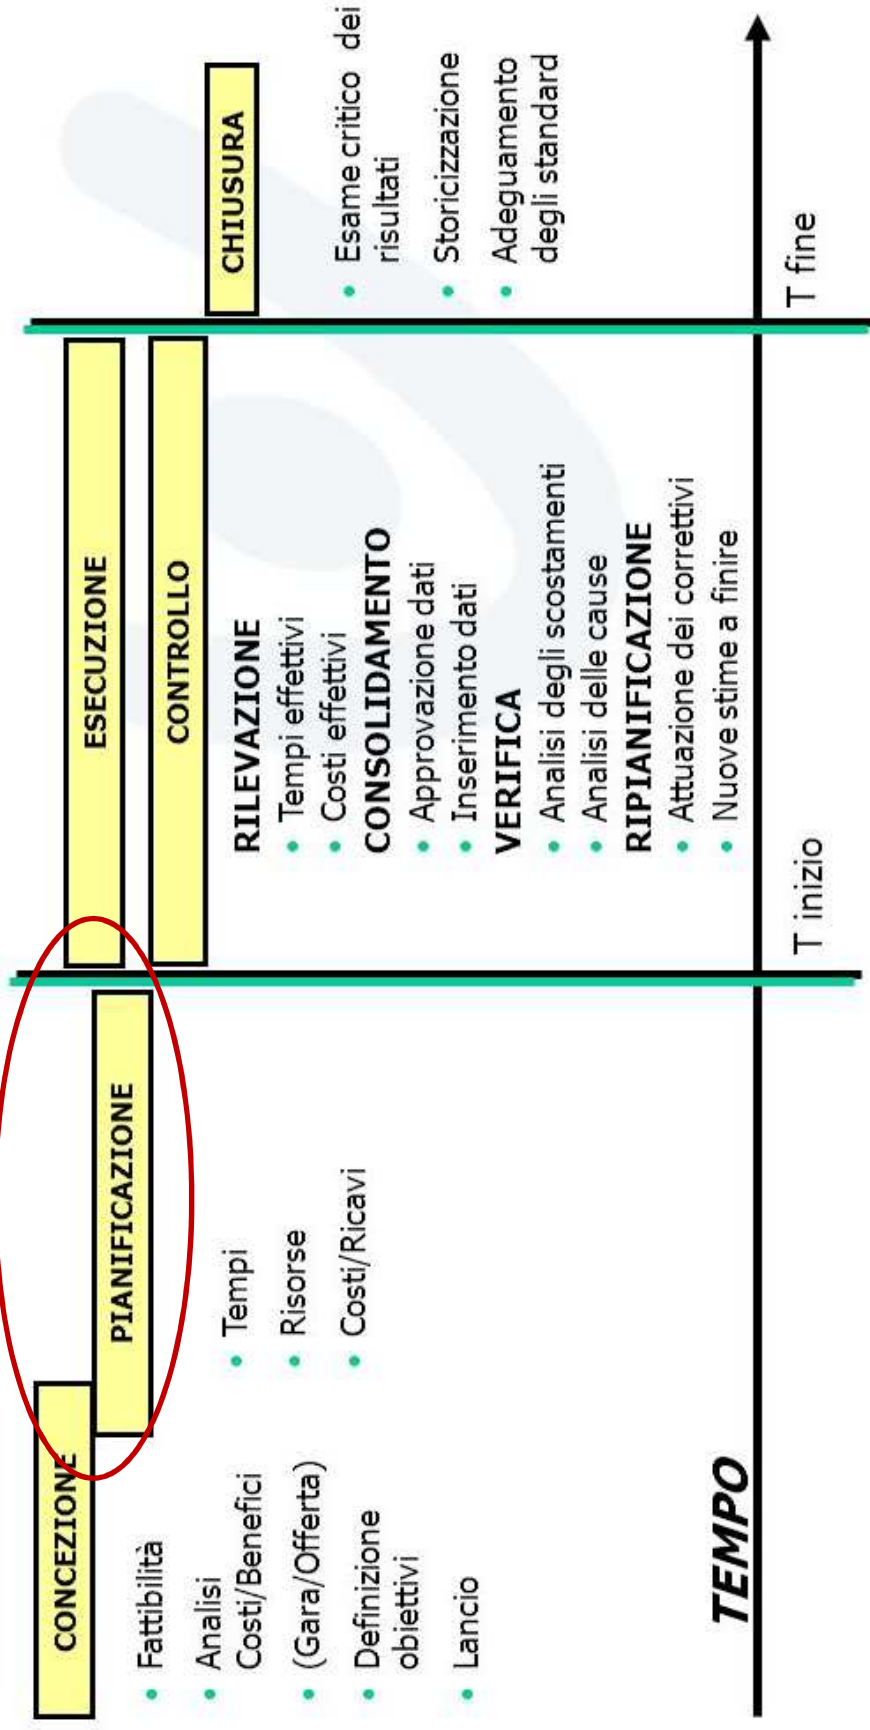 CONCEZIONE
• Fattibilità
• Analisi
Costi/Benefici
• (Gara/Offerta)
• Definizione
obiettivi
• Lancio
PIANIFICAZIONE
• Tempi
• Risorse
• Costi/Ricavi
ESECUZIONE
CONTROLLO
RILEVAZIONE
• Tempi effettivi
• Costi effettivi
CONSOLIDAMENTO
• Approvazione dati
• Inserimento dati
VERIFICA
• Analisi degli scostamenti
• Analisi delle cause
RIPIANIFICAZIONE
• Attuazione dei correttivi
• Nuove stime a finire
CHIUSURA
• Esame critico dei
risultati
• Storicizzazione
• Adeguamento
degli standard
TEMPO
T inizio
T fine